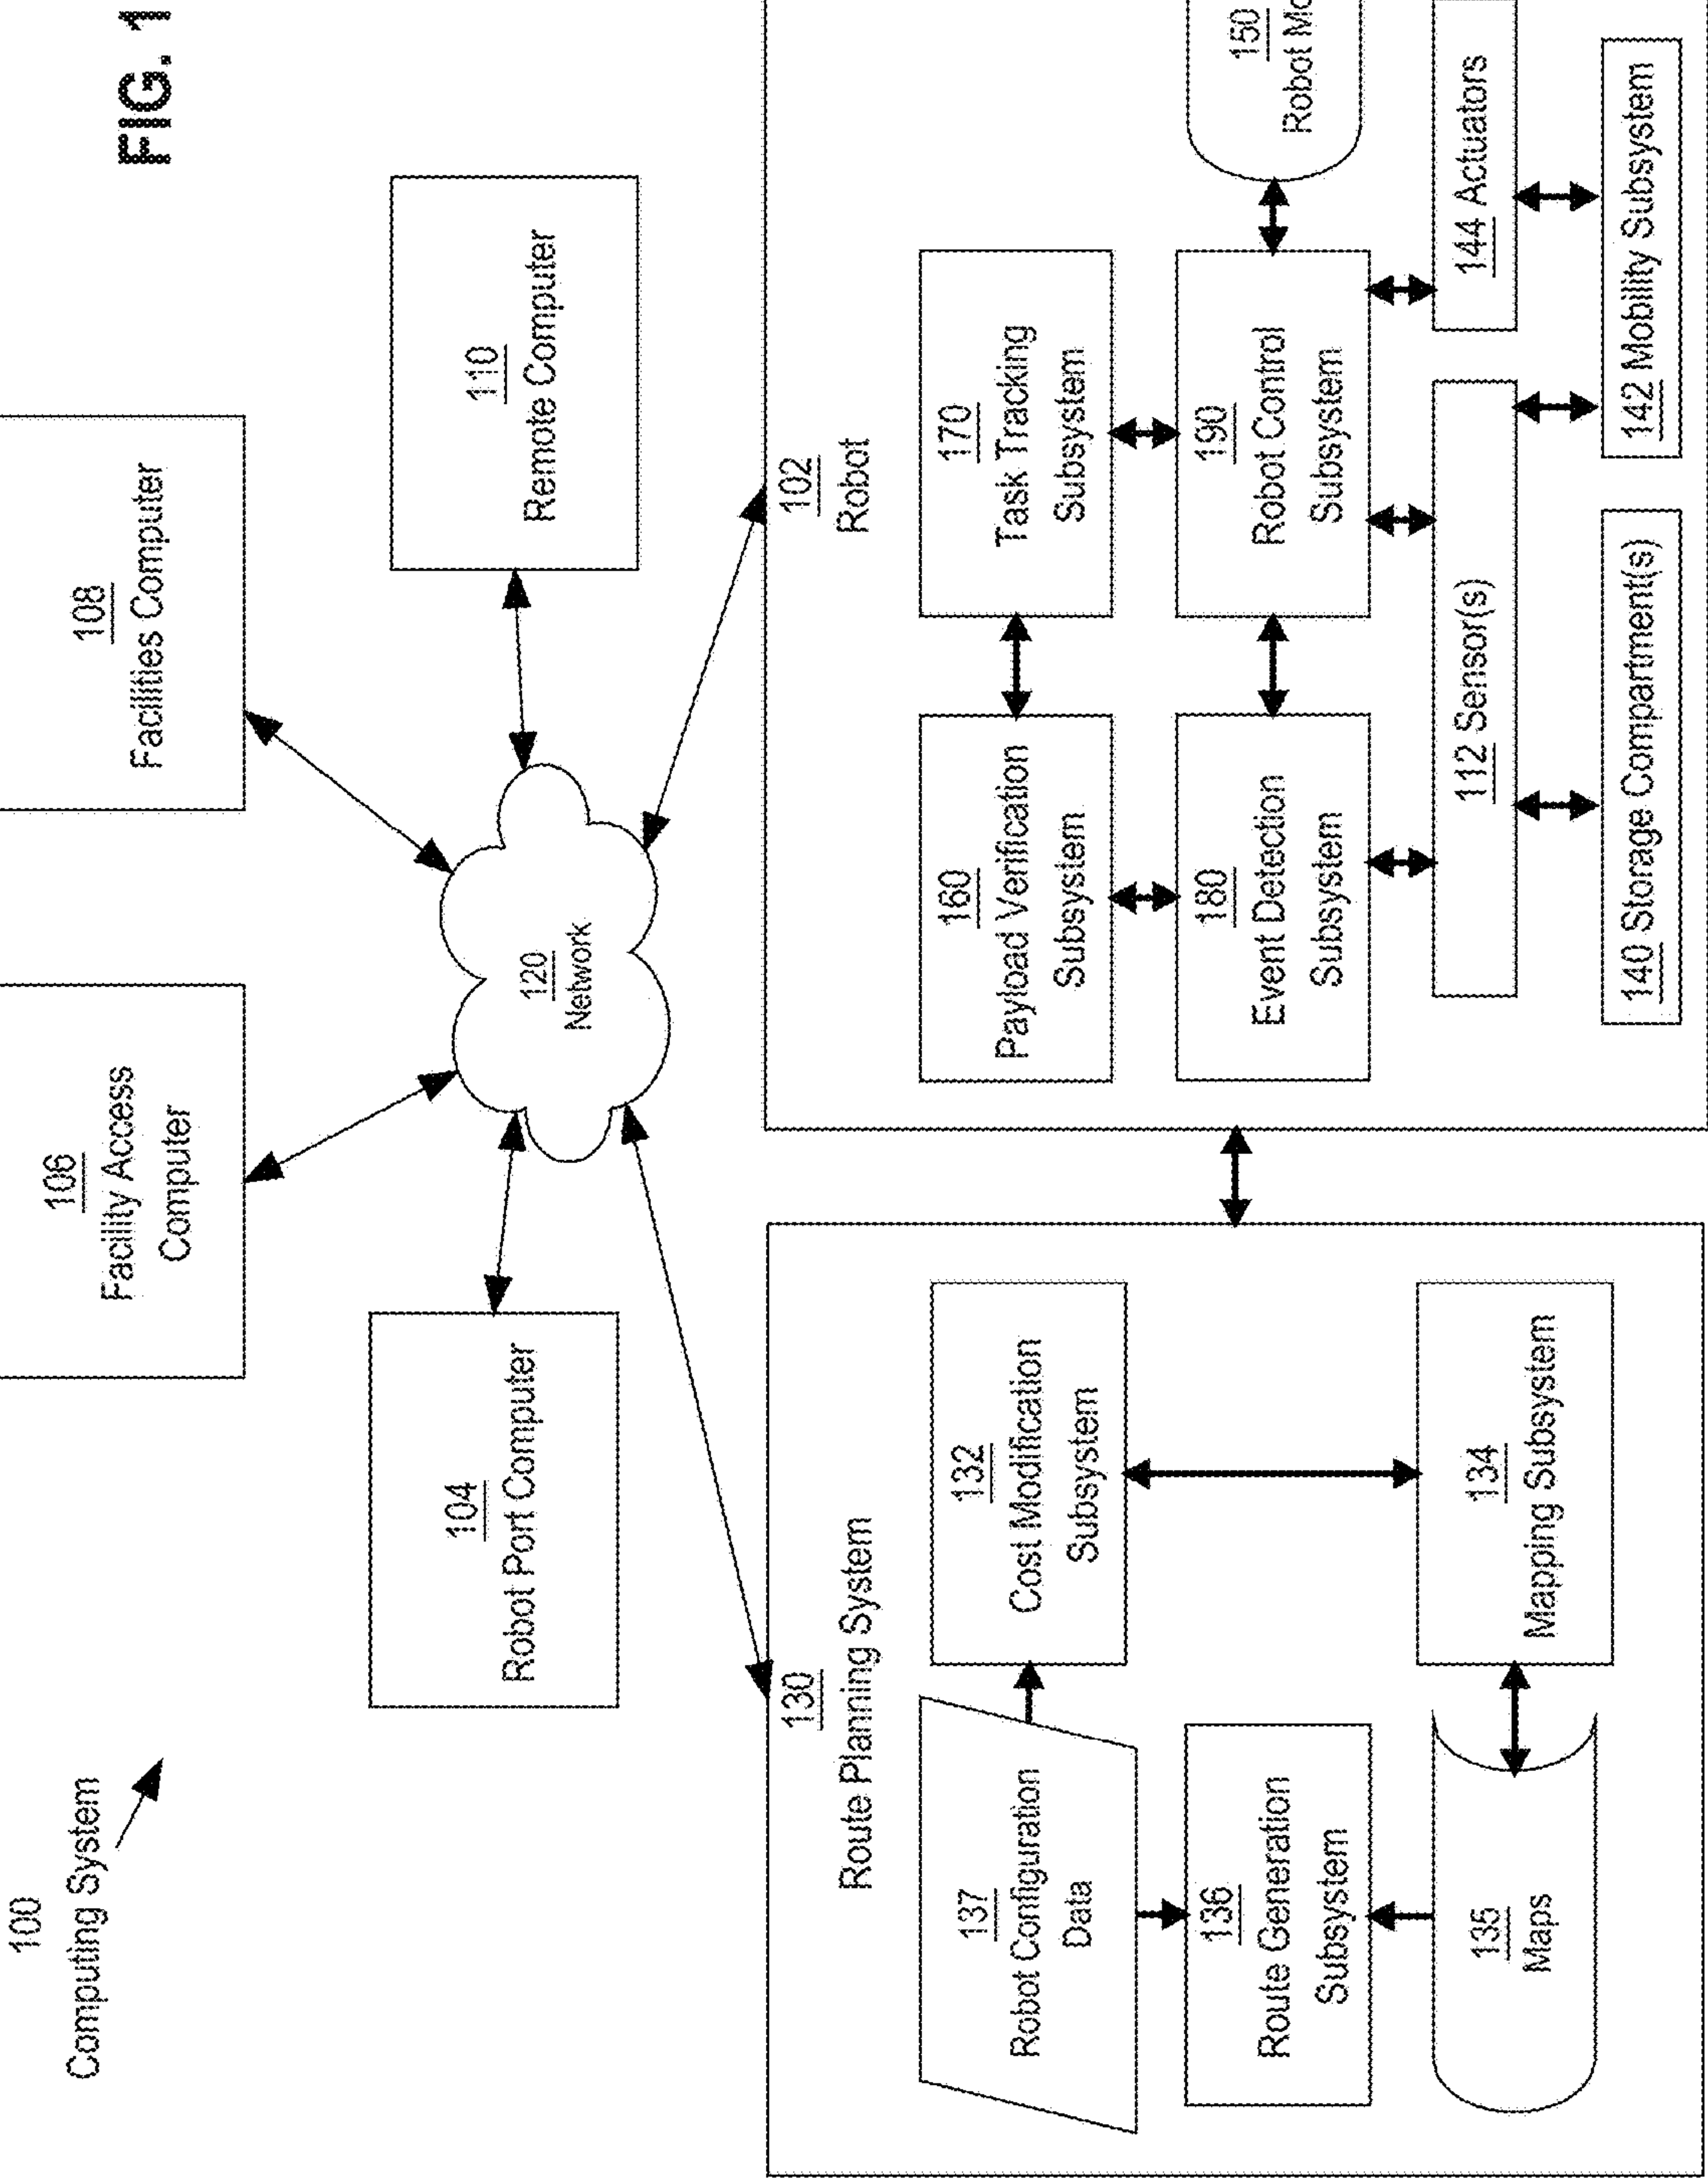 FIG. 1
100
Computing System
106
Facility Access
Computer
108
Facilities Computer
104
Robot Port Computer
120
Network
110
Remote Computer
130
Route Planning System
137
Robot Configuration
Data
132
Cost Modification
Subsystem
136
Route Generation
Subsystem
135
Maps
134
Mapping Subsystem
102
Robot
160
Payload Verification
Subsystem
170
Task Tracking
Subsystem
180
Event Detection
Subsystem
190
Robot Control
Subsystem
150
Robot
112 Sensor(s)
144 Actuators
140 Storage Compartment(s)
142 Mobility Subsystem